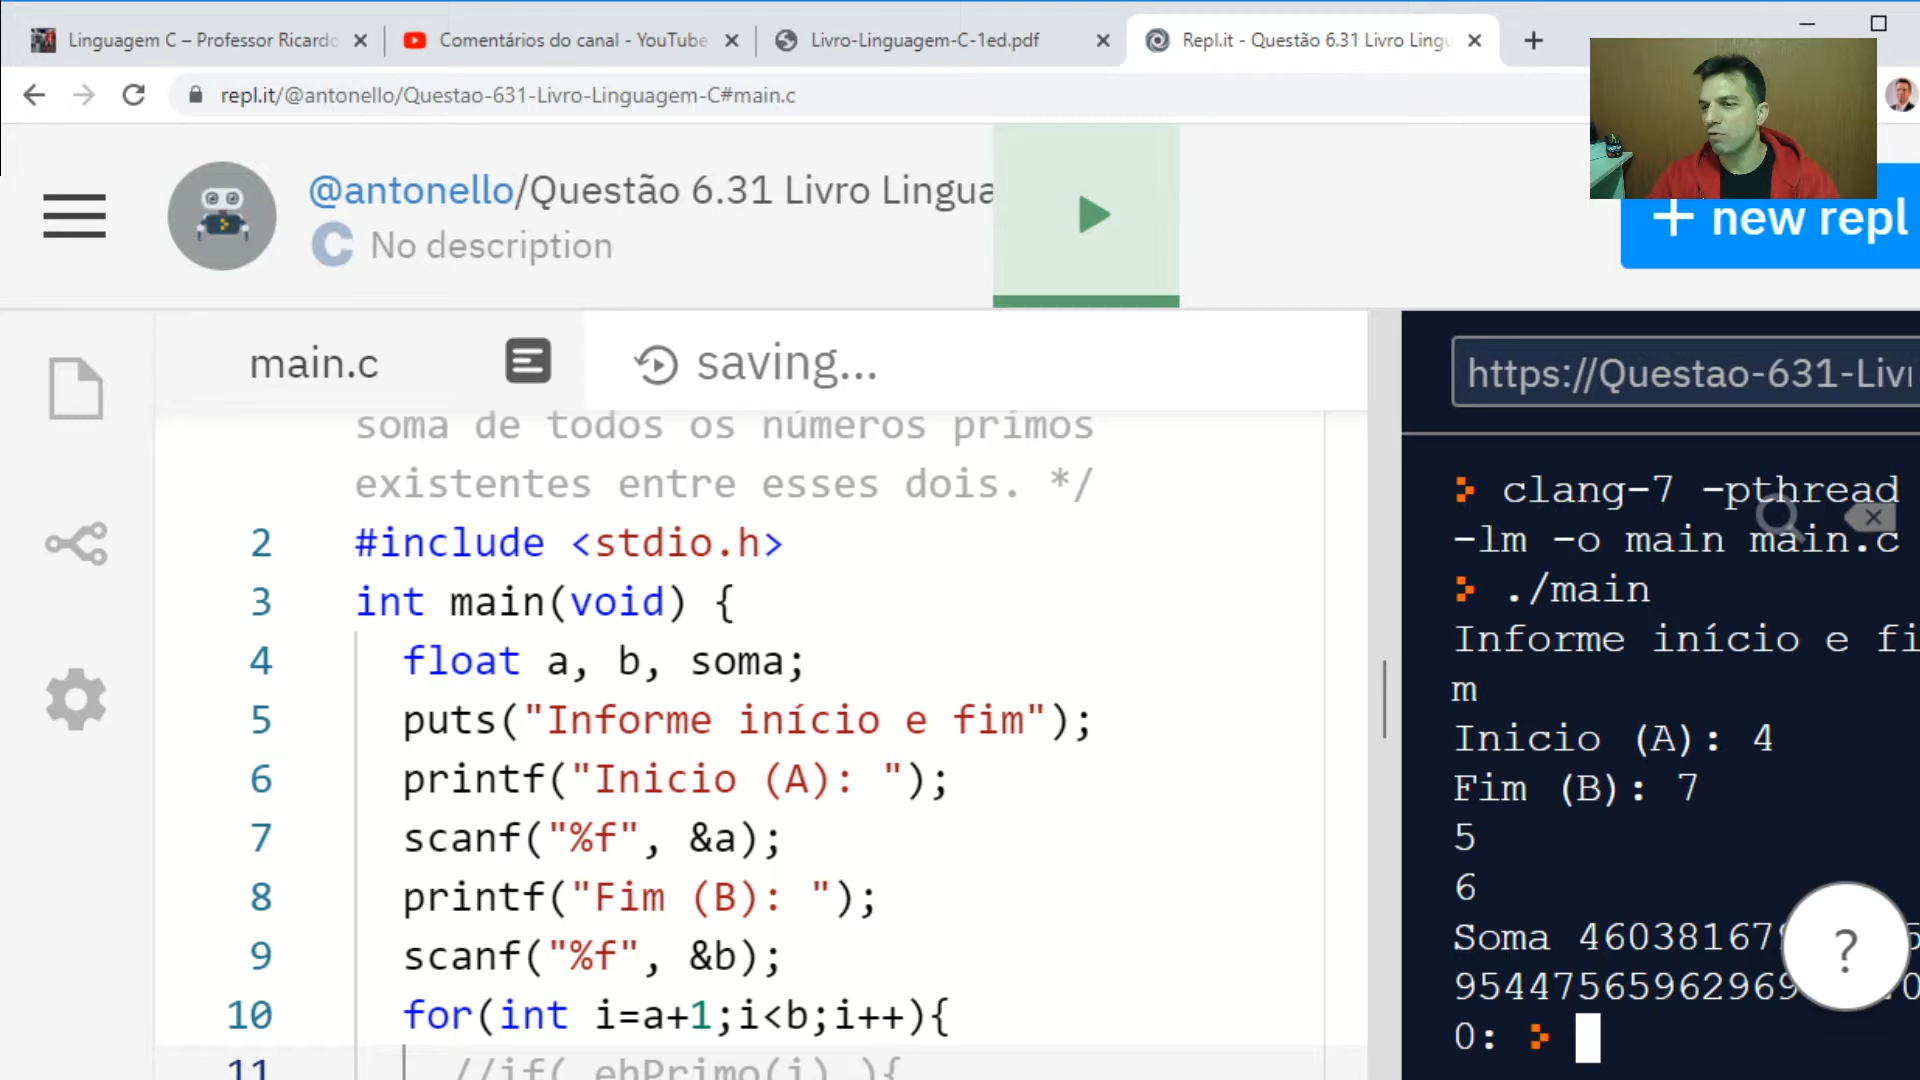 Linguagem C – Professor Ricardo
Comentários do canal - YouTube
Livro-Linguagem-C-1ed.pdf
Repl.it - Questão 6.31 Livro Lingu
repl.it/@antonello/Questao-631-Livro-Linguagem-C#main.c
@antonello/Questão 6.31 Livro Lingua
C No description
+ new repl
main.c
saving...
https://Questao-631-Livr
soma de todos os números primos
existentes entre esses dois. */
2 #include <stdio.h>
3 int main(void) {
4 float a, b, soma;
5 puts("Informe início e fim");
6 printf("Inicio (A): ");
7 scanf("%f", &a);
8 printf("Fim (B): ");
9 scanf("%f", &b);
10 for(int i=a+1;i<b;i++){
11 //if( ehPrimo(i) ){
clang-7 -pthread
-lm -o main main.c
./main
Informe início e fi
m
Inicio (A): 4
Fim (B): 7
5
6
Soma
0:
?